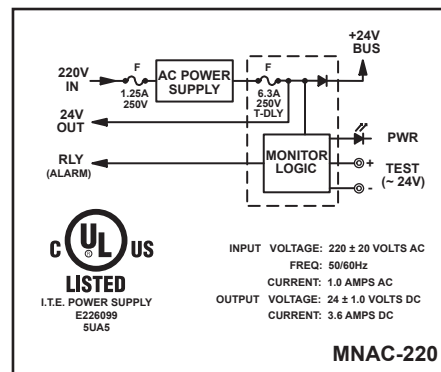 +24V
BUS
220V
IN
F
1.25A
250V
AC POWER
SUPPLY
F
6.3A
250V
T-DLY
24V
OUT
PWR
RLY
(ALARM)
MONITOR
LOGIC
+
TEST
(~ 24V)
-
C UL ® US
LISTED
I.T.E. POWER SUPPLY
E226099
5UA5
INPUT VOLTAGE: 220 ± 20 VOLTS AC
FREQ: 50/60Hz
CURRENT: 1.0 AMPS AC
OUTPUT VOLTAGE: 24 ± 1.0 VOLTS DC
CURRENT: 3.6 AMPS DC
MNAC-220